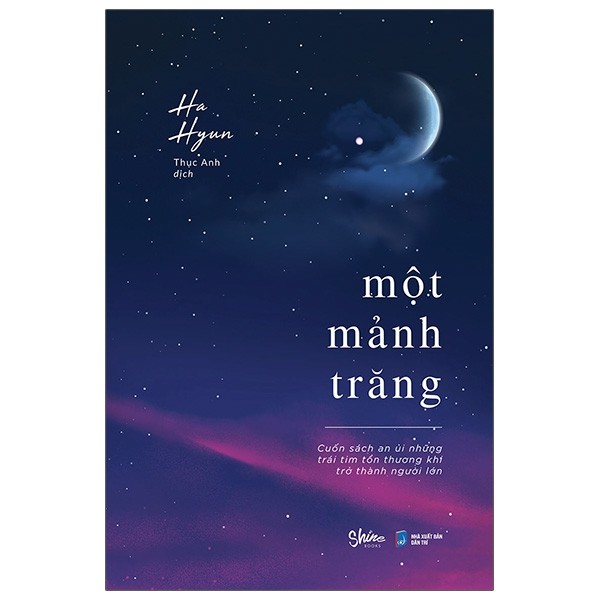 Ha
Hyun
Thục Anh
dịch
một
mảnh
trăng
Cuốn sách an ủi những
trái tim tổn thương khi
trở thành người lớn
Shine
BOOKS
NHÀ XUẤT BẢN
DÂN TRÍ